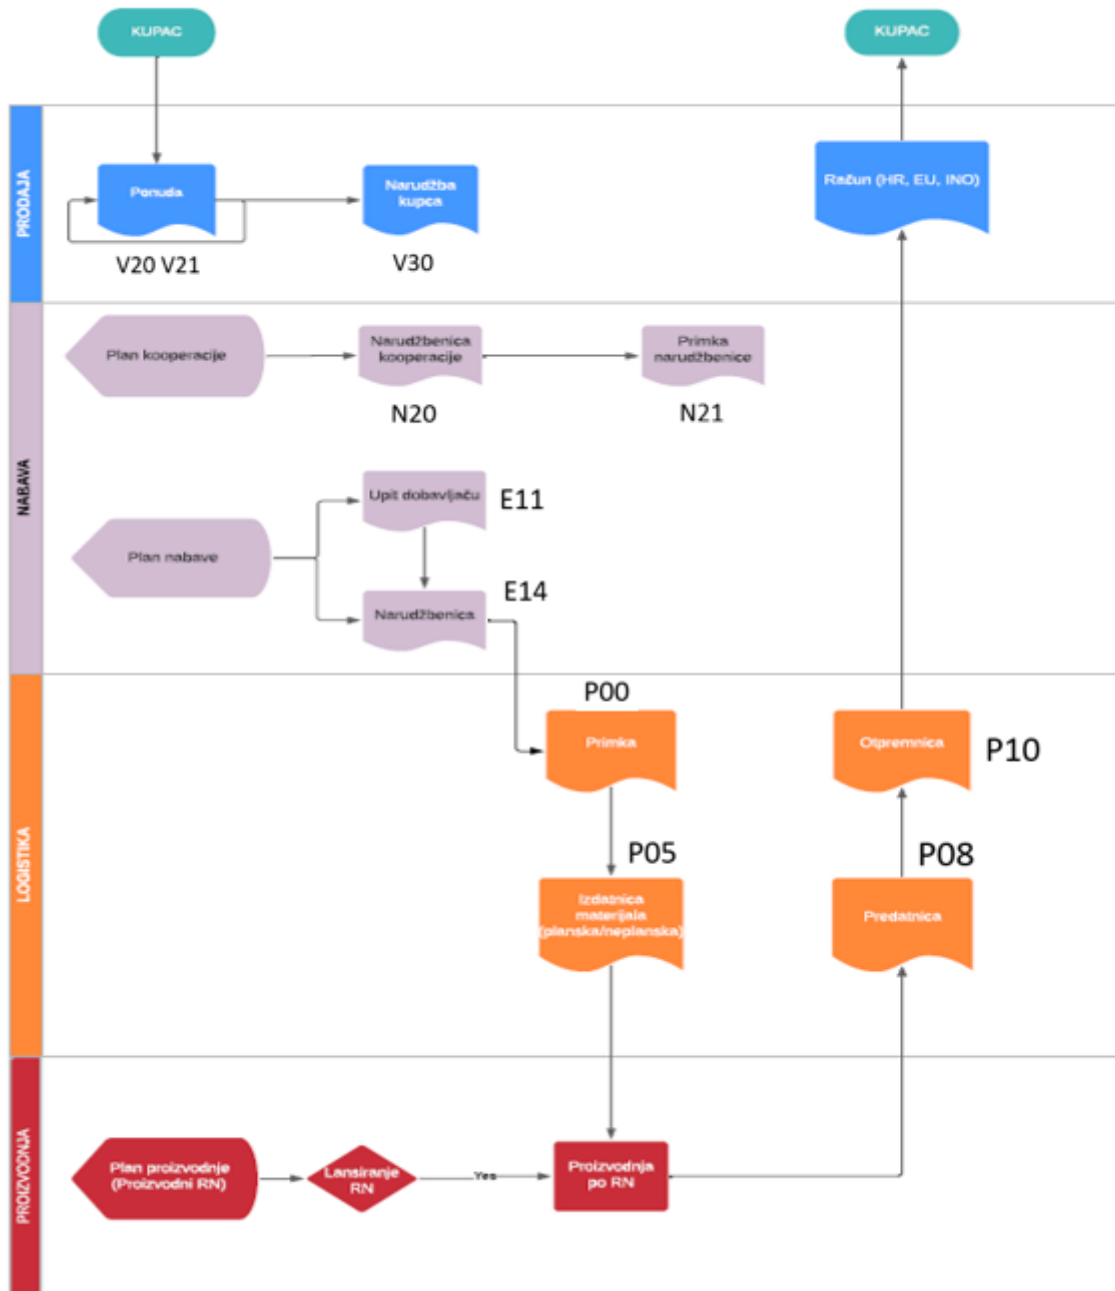 KUPAC
KUPAC
PRODAJA
Ponuda
Narudžba
kupca
Račun (HR, EU, INO)
V20 V21
V30
NABAVA
Plan kooperacije
Narudžbenica
kooperacije
Primka
narudžbenice
N20
N21
Upit dobavljaču
E11
Plan nabave
E14
Narudžbenica
LOGISTIKA
P00
Primka
Otpremnica
P10
P05
P08
Izdatnica
materijala
(planska/neplanska)
Predatnica
PROIZVODNJA
Plan proizvodnje
(Proizvodni RN)
Lansiranje
RN
Yes
Proizvodnja
po RN